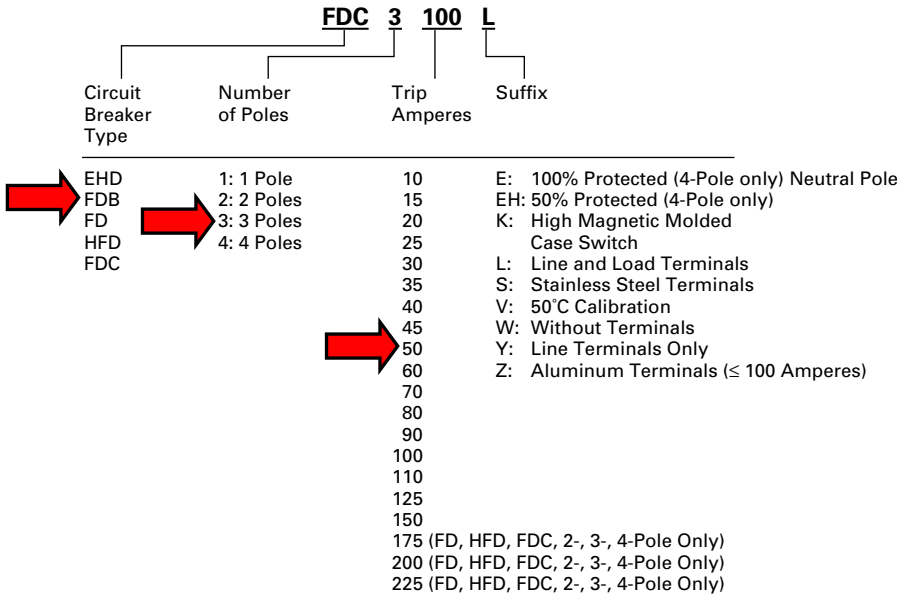 FDC 3 100 L
Circuit Breaker Type
Number of Poles
Trip Amperes
Suffix
EHD
FDB
FD
HFD
FDC
1: 1 Pole
2: 2 Poles
3: 3 Poles
4: 4 Poles
10
15
20
25
30
35
40
45
50
60
70
80
90
100
110
125
150
175 (FD, HFD, FDC, 2-, 3-, 4-Pole Only)
200 (FD, HFD, FDC, 2-, 3-, 4-Pole Only)
225 (FD, HFD, FDC, 2-, 3-, 4-Pole Only)
E: 100% Protected (4-Pole only) Neutral Pole
EH: 50% Protected (4-Pole only)
K: High Magnetic Molded
Case Switch
L: Line and Load Terminals
S: Stainless Steel Terminals
V: 50˚C Calibration
W: Without Terminals
Y: Line Terminals Only
Z: Aluminum Terminals (≤ 100 Amperes)